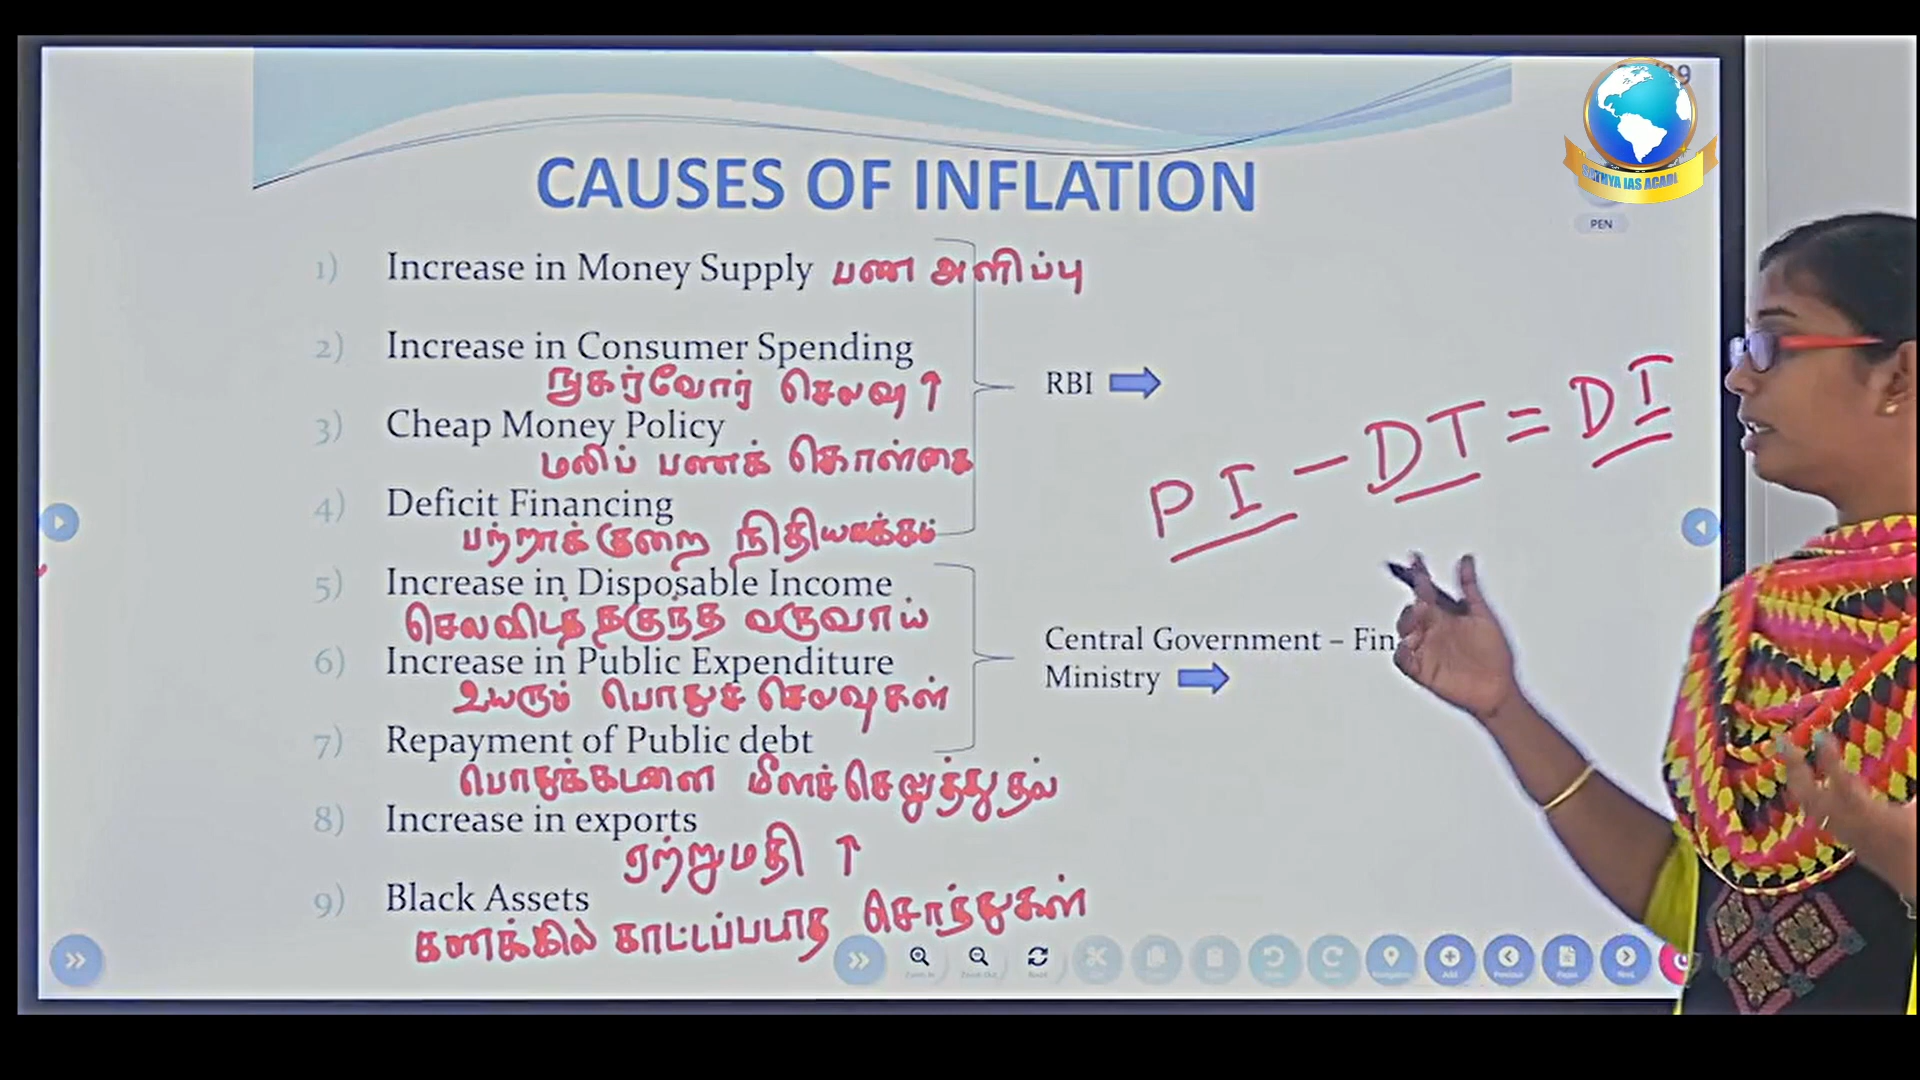 CAUSES OF INFLATION
PEN
1) Increase in Money Supply பண அளிப்பு
2) Increase in Consumer Spending
நுகர்வோர் செலவு ↑
RBI
3) Cheap Money Policy
மலிப் பணக் கொள்கை
PI - DT = DI
4) Deficit Financing
பற்றாக்குறை நிதியாக்கம்
5) Increase in Disposable Income
செலவிடத்தகுந்த வருவாய்
6) Increase in Public Expenditure
உயரும் பொதுச் செலவுகள்
Central Government – Fin
Ministry
7) Repayment of Public debt
பொதுக்கடனை மீளச்செலுத்துதல்
8) Increase in exports
ஏற்றுமதி ↑
9) Black Assets
கணக்கில் காட்டப்படாத சொத்துகள்